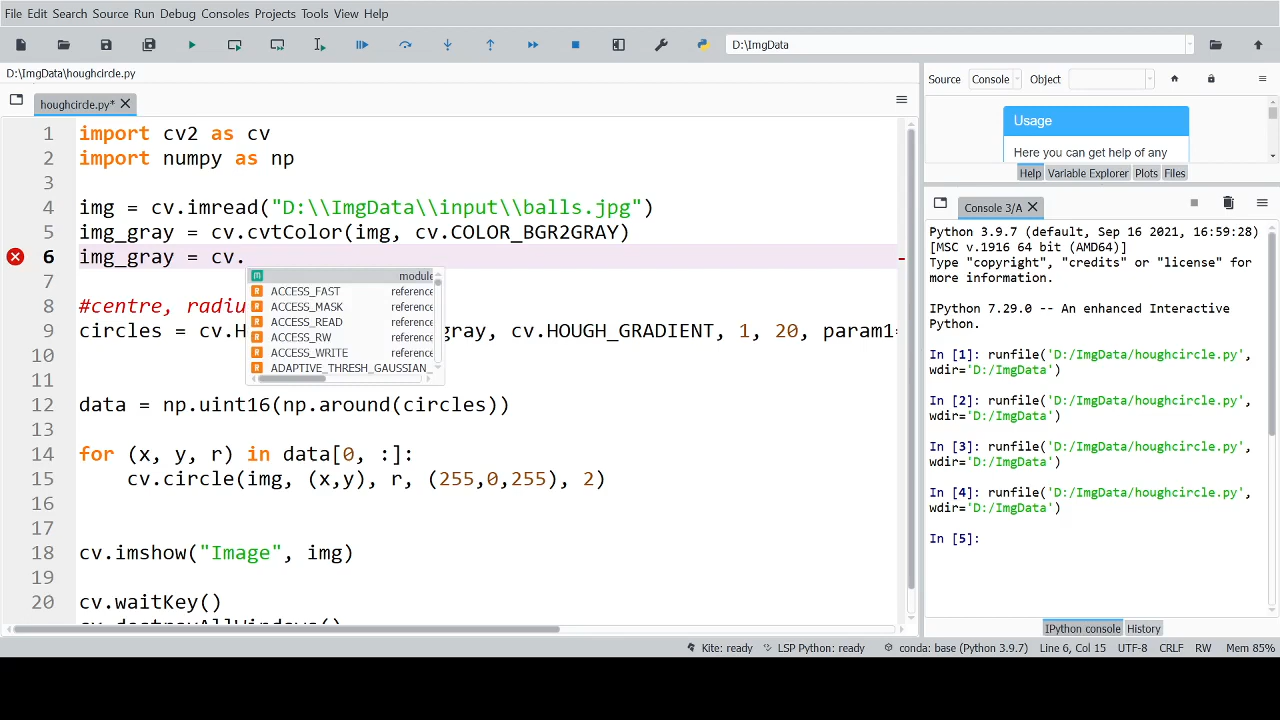 File Edit Search Source Run Debug Consoles Projects Tools View Help
D:\ImgData
D:\ImgData\houghcirde.py
houghcirde.py*
1 import cv2 as cv
2 import numpy as np
3
4 img = cv.imread("D:\\ImgData\\input\\balls.jpg")
5 img_gray = cv.cvtColor(img, cv.COLOR_BGR2GRAY)
6 img_gray = cv.
module
ACCESS_FAST reference
ACCESS_MASK reference
ACCESS_READ reference
ACCESS_RW reference
ACCESS_WRITE reference
ADAPTIVE_THRESH_GAUSSIAN_
7
8 #centre, radiu
9 circles = cv.H gray, cv.HOUGH_GRADIENT, 1, 20, param1=
10
11
12 data = np.uint16(np.around(circles))
13
14 for (x, y, r) in data[0, :]:
15 cv.circle(img, (x,y), r, (255,0,255), 2)
16
17
18 cv.imshow("Image", img)
19
20 cv.waitKey()
cv.destroyAllWindows()
Source Console Object
Usage
Here you can get help of any
Help Variable Explorer Plots Files
Console 3/A
Python 3.9.7 (default, Sep 16 2021, 16:59:28)
[MSC v.1916 64 bit (AMD64)]
Type "copyright", "credits" or "license" for
more information.
IPython 7.29.0 -- An enhanced Interactive
Python.
In [1]: runfile('D:/ImgData/houghcircle.py',
wdir='D:/ImgData')
In [2]: runfile('D:/ImgData/houghcircle.py',
wdir='D:/ImgData')
In [3]: runfile('D:/ImgData/houghcircle.py',
wdir='D:/ImgData')
In [4]: runfile('D:/ImgData/houghcircle.py',
wdir='D:/ImgData')
In [5]:
IPython console History
Kite: ready LSP Python: ready conda: base (Python 3.9.7) Line 6, Col 15 UTF-8 CRLF RW Mem 85%